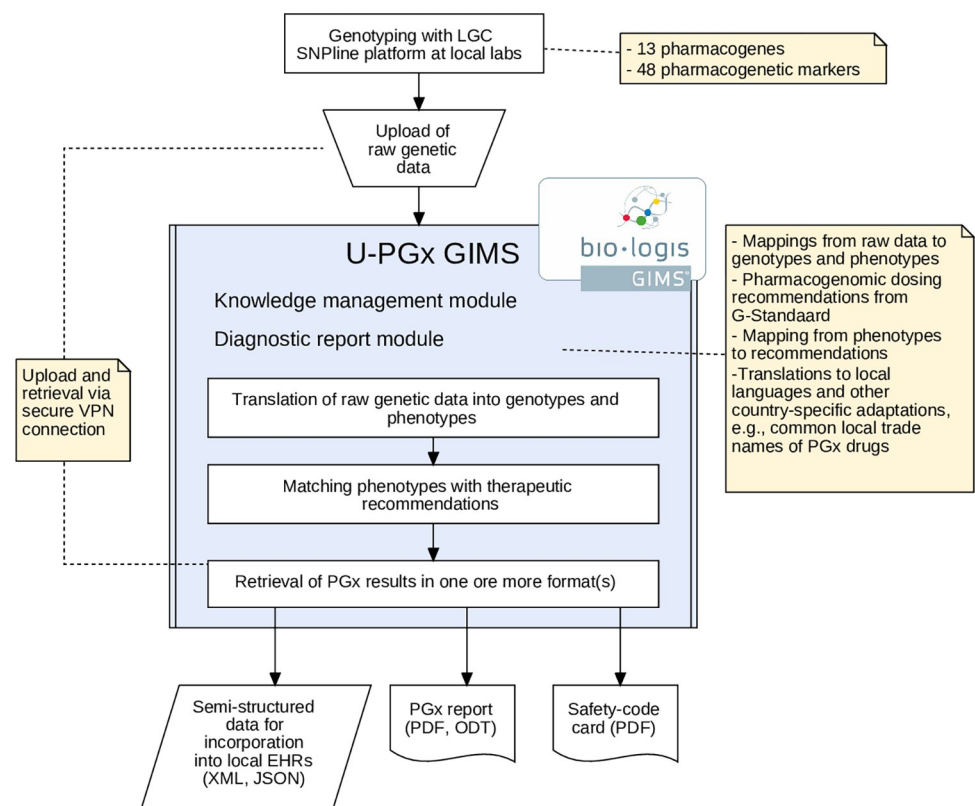 Genotyping with LGC
SNPline platform at local labs
- 13 pharmacogenes
- 48 pharmacogenetic markers
Upload of
raw genetic
data
bio·logis
GIMS®
U-PGx GIMS
Knowledge management module
Diagnostic report module
- Mappings from raw data to
genotypes and phenotypes
- Pharmacogenomic dosing
recommendations from
G-Standaard
- Mapping from phenotypes
to recommendations
-Translations to local
languages and other
country-specific adaptations,
e.g., common local trade
names of PGx drugs
Upload and
retrieval via
secure VPN
connection
Translation of raw genetic data into genotypes and
phenotypes
Matching phenotypes with therapeutic
recommendations
Retrieval of PGx results in one ore more format(s)
Semi-structured
data for
incorporation
into local EHRs
(XML, JSON)
PGx report
(PDF, ODT)
Safety-code
card (PDF)